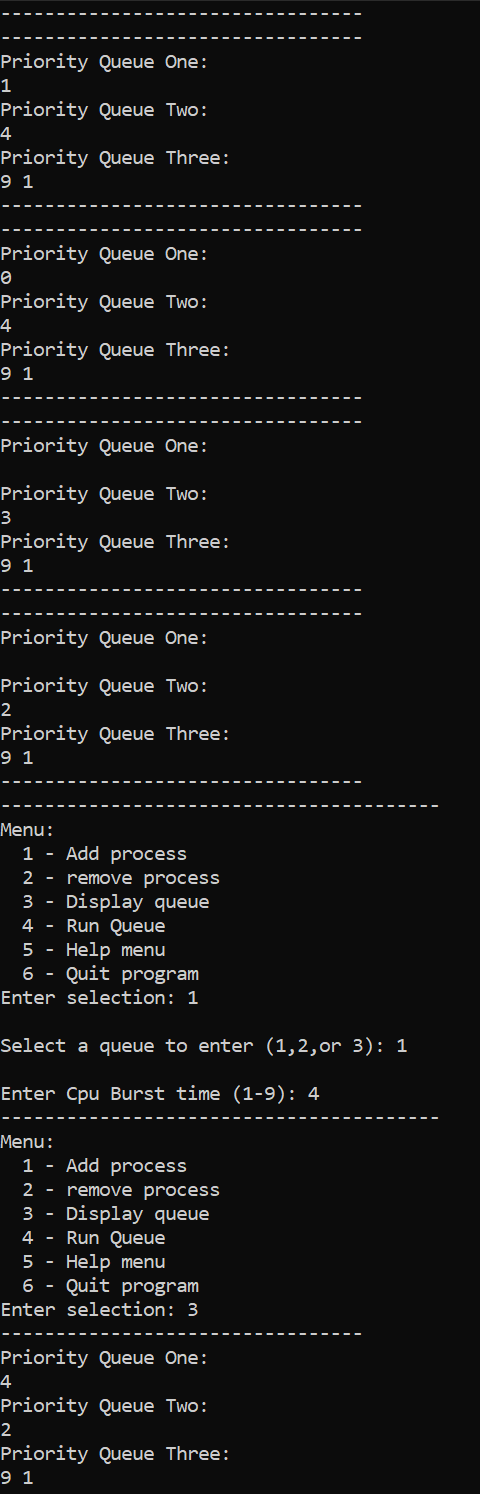 ---------------------------------
---------------------------------
Priority Queue One:
1
Priority Queue Two:
4
Priority Queue Three:
9 1
---------------------------------
---------------------------------
Priority Queue One:
0
Priority Queue Two:
4
Priority Queue Three:
9 1
---------------------------------
---------------------------------
Priority Queue One:

Priority Queue Two:
3
Priority Queue Three:
9 1
---------------------------------
---------------------------------
Priority Queue One:

Priority Queue Two:
2
Priority Queue Three:
9 1
---------------------------------
----------------------------------------
Menu:
  1 - Add process
  2 - remove process
  3 - Display queue
  4 - Run Queue
  5 - Help menu
  6 - Quit program
Enter selection: 1

Select a queue to enter (1,2,or 3): 1

Enter Cpu Burst time (1-9): 4
----------------------------------------
Menu:
  1 - Add process
  2 - remove process
  3 - Display queue
  4 - Run Queue
  5 - Help menu
  6 - Quit program
Enter selection: 3
---------------------------------
Priority Queue One:
4
Priority Queue Two:
2
Priority Queue Three:
9 1